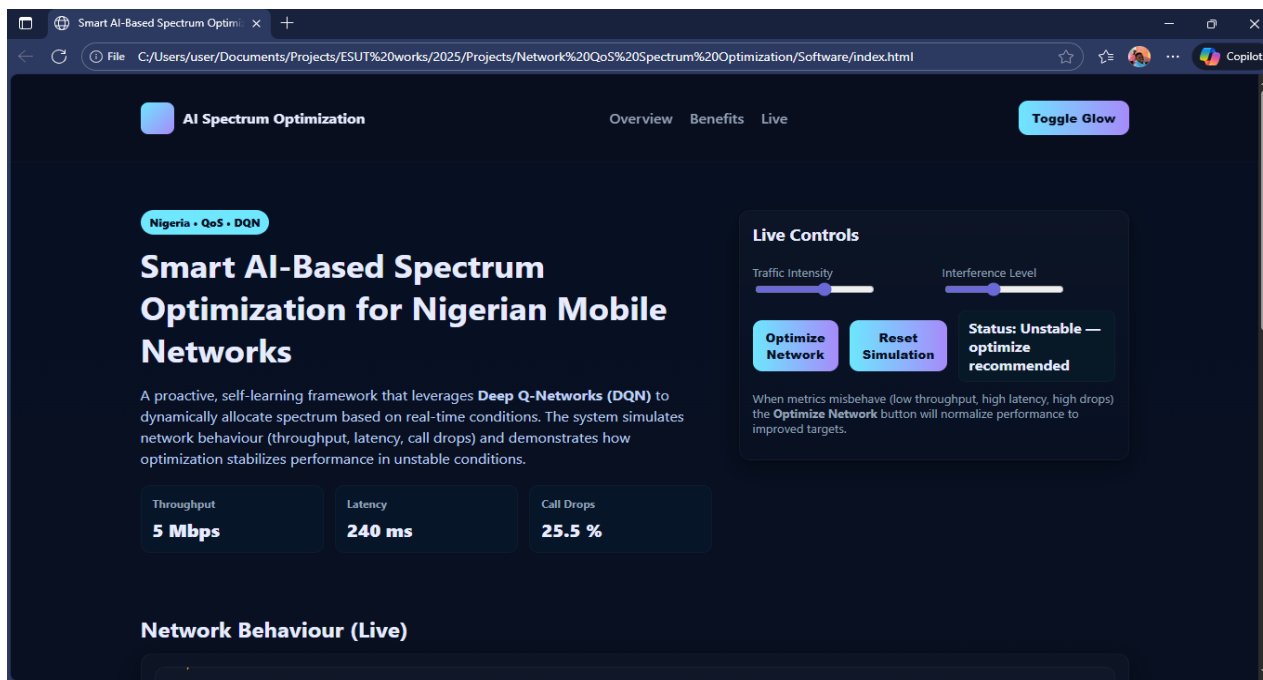 Smart AI-Based Spectrum Optimi
File C:/Users/user/Documents/Projects/ESUT%20works/2025/Projects/Network%20QoS%20Spectrum%20Optimization/Software/index.html
Copilot
AI Spectrum Optimization
Overview Benefits Live
Toggle Glow
Nigeria • QoS • DQN
Smart AI-Based Spectrum
Optimization for Nigerian Mobile
Networks
A proactive, self-learning framework that leverages Deep Q-Networks (DQN) to
dynamically allocate spectrum based on real-time conditions. The system simulates
network behaviour (throughput, latency, call drops) and demonstrates how
optimization stabilizes performance in unstable conditions.
Throughput
5 Mbps
Latency
240 ms
Call Drops
25.5 %
Live Controls
Traffic Intensity
Interference Level
Optimize
Network
Reset
Simulation
Status: Unstable —
optimize
recommended
When metrics misbehave (low throughput, high latency, high drops)
the Optimize Network button will normalize performance to
improved targets.
Network Behaviour (Live)